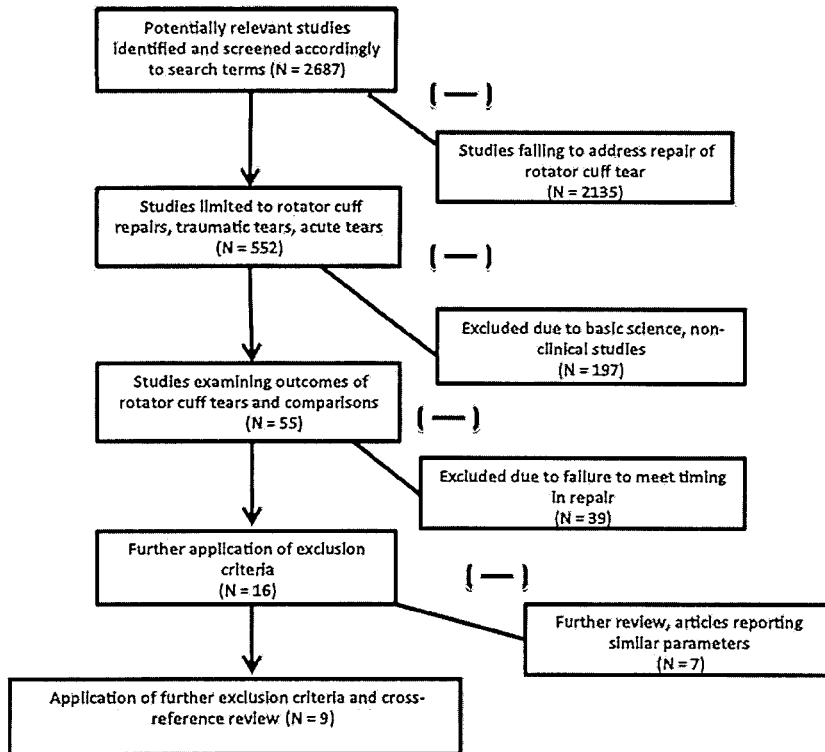 Potentially relevant studies
identified and screened accordingly
to search terms (N = 2687)
(—)
Studies failing to address repair of
rotator cuff tear
(N = 2135)
Studies limited to rotator cuff
repairs, traumatic tears, acute tears
(N = 552)
(—)
Excluded due to basic science, non-
clinical studies
(N = 197)
Studies examining outcomes of
rotator cuff tears and comparisons
(N = 55)
(—)
Excluded due to failure to meet timing
in repair
(N = 39)
Further application of exclusion
criteria
(N = 16)
(—)
Further review, articles reporting
similar parameters
(N = 7)
Application of further exclusion criteria and cross-
reference review (N = 9)